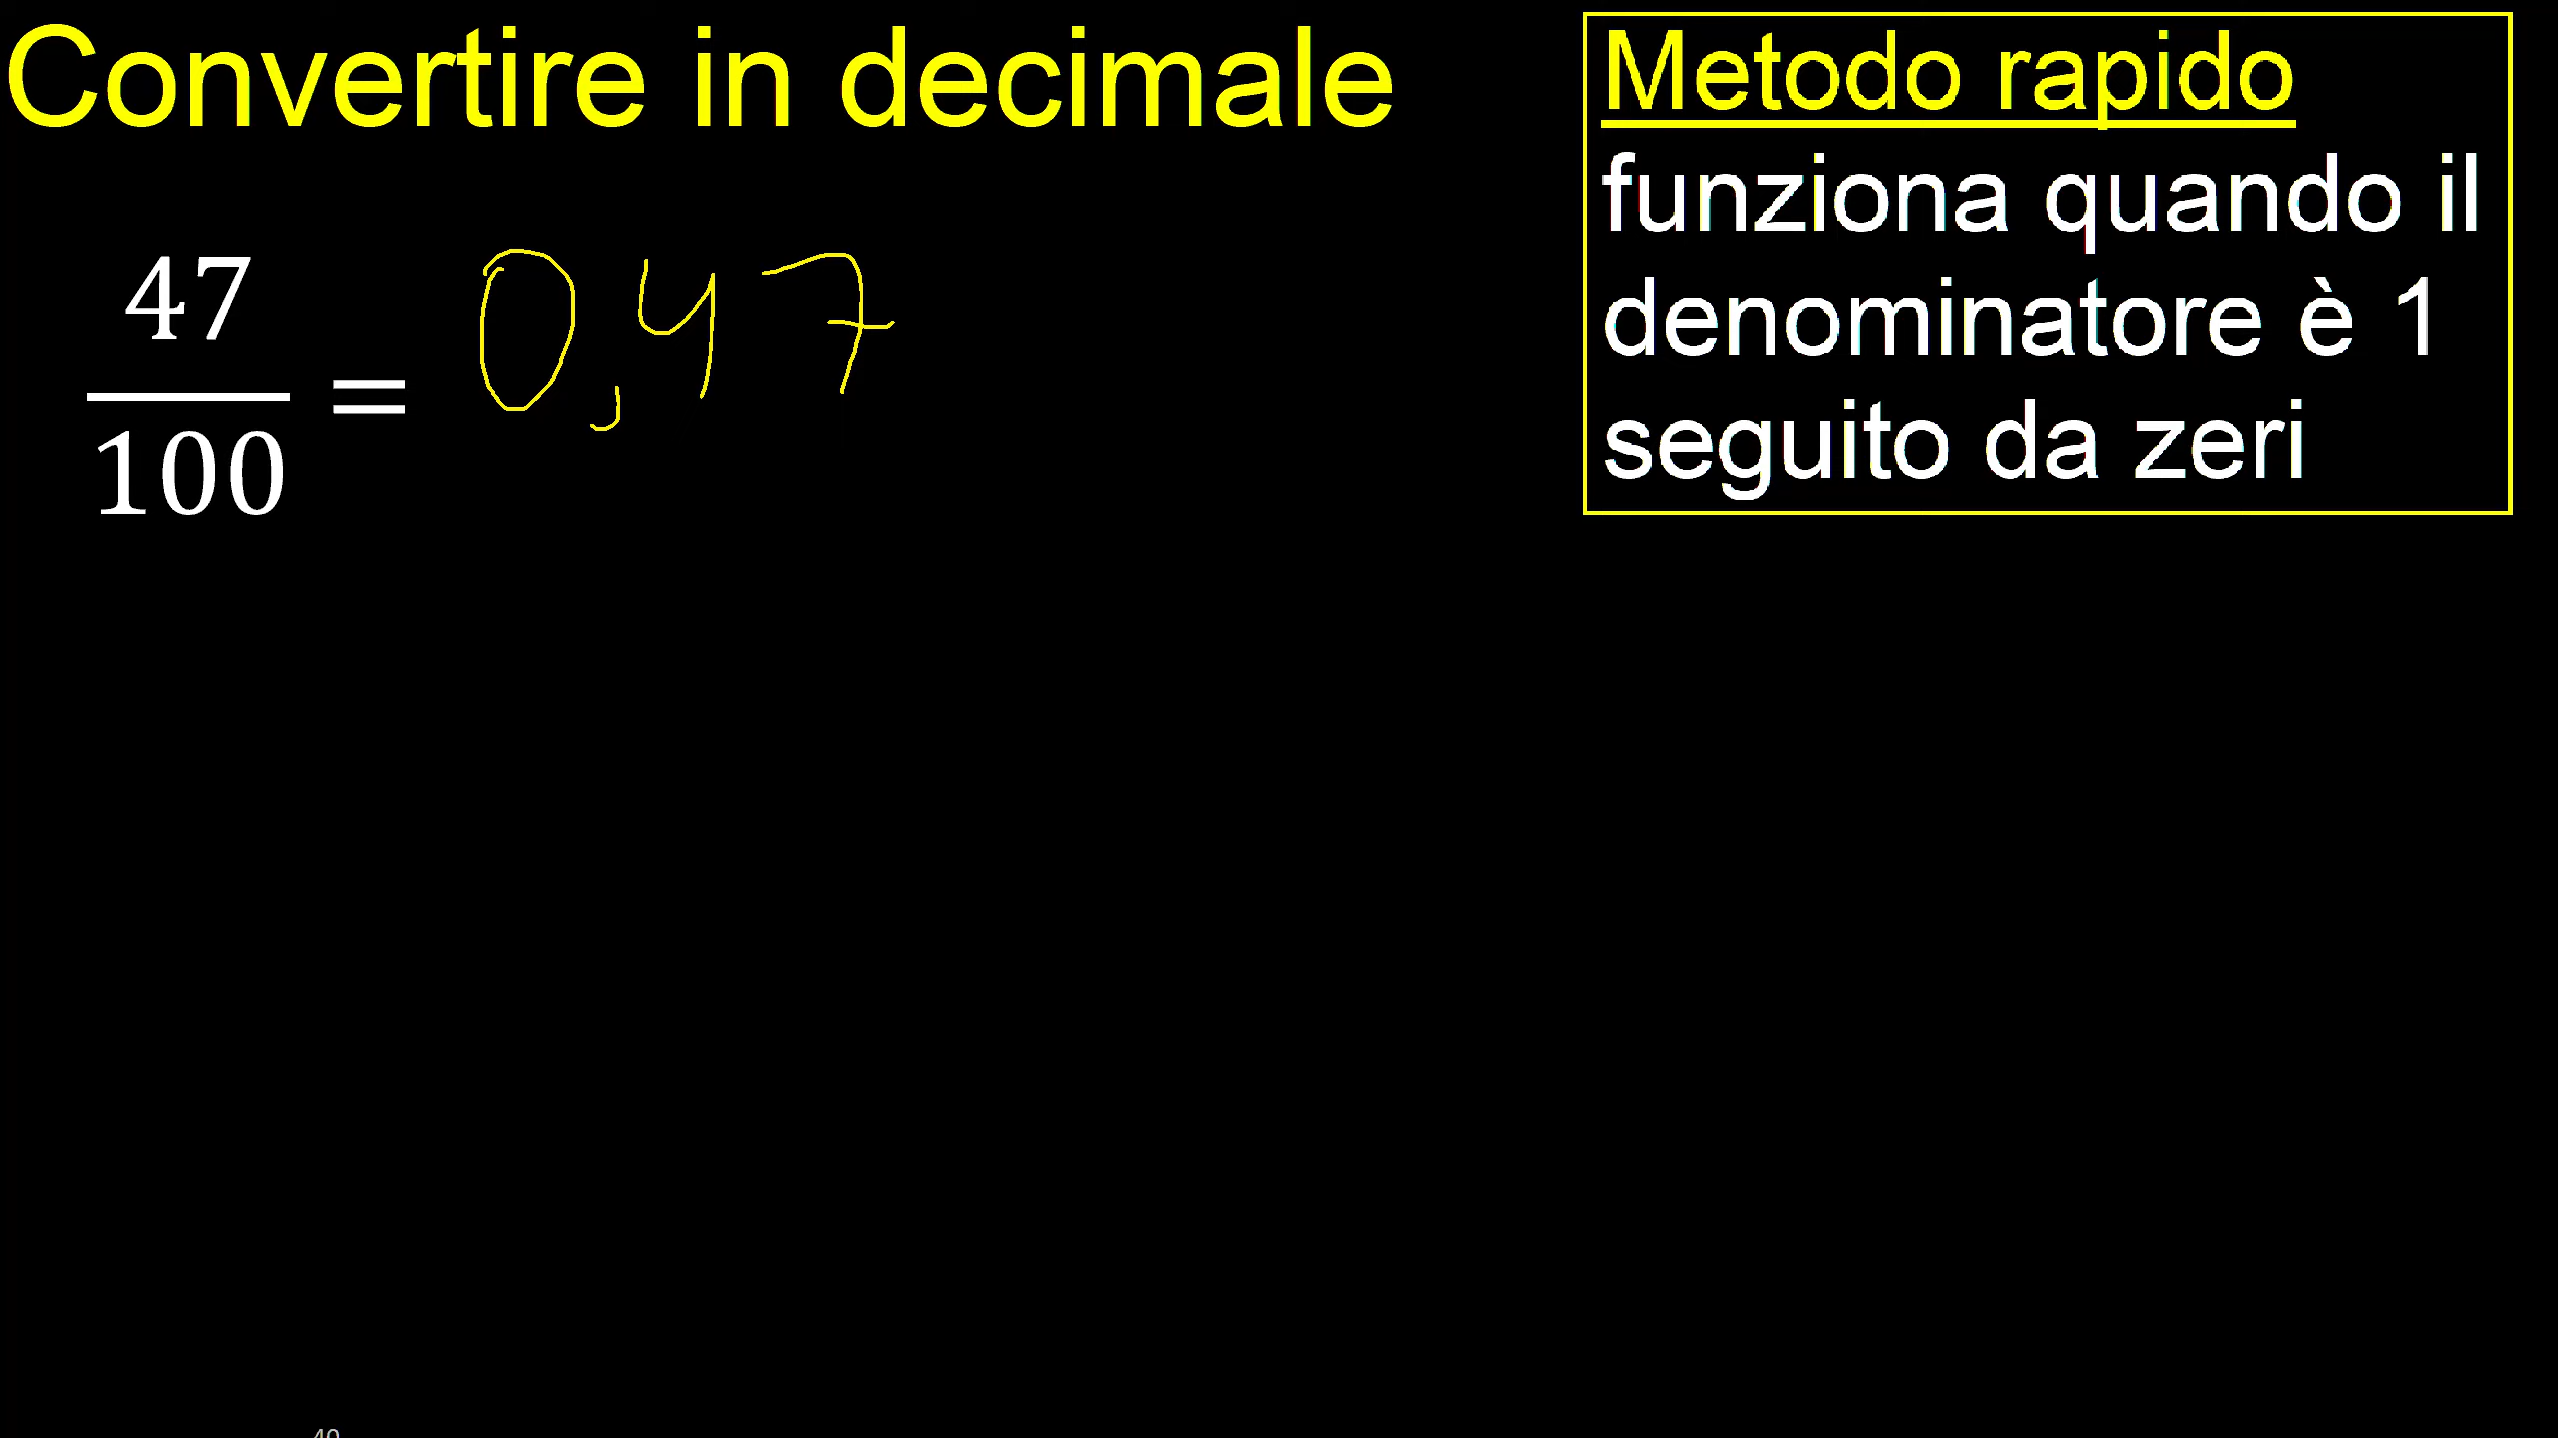 Convertire in decimale
47
100
= 0,47
Metodo rapido
funziona quando il
denominatore è 1
seguito da zeri